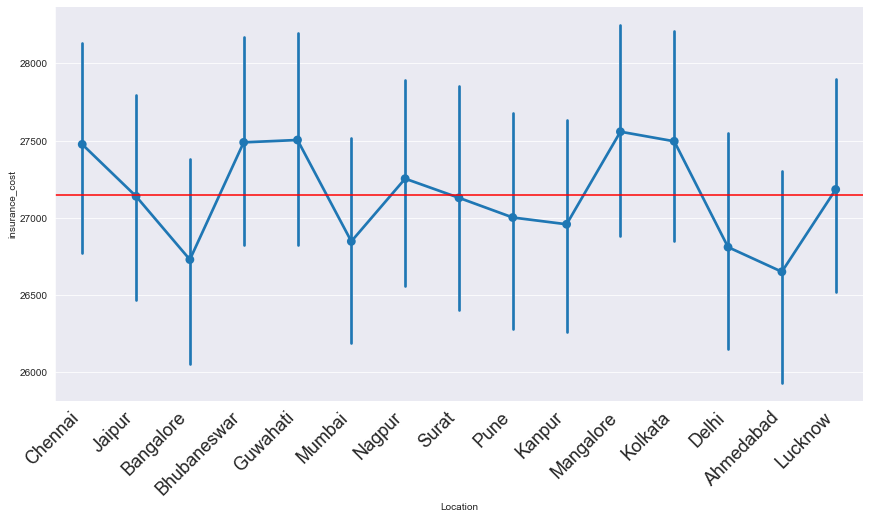 28000
27500
27000
26500
26000
insurance_cost
Chennai
Jaipur
Bangalore
Bhubaneswar
Guwahati
Mumbai
Nagpur
Surat
Pune
Kanpur
Mangalore
Kolkata
Delhi
Ahmedabad
Lucknow
Location